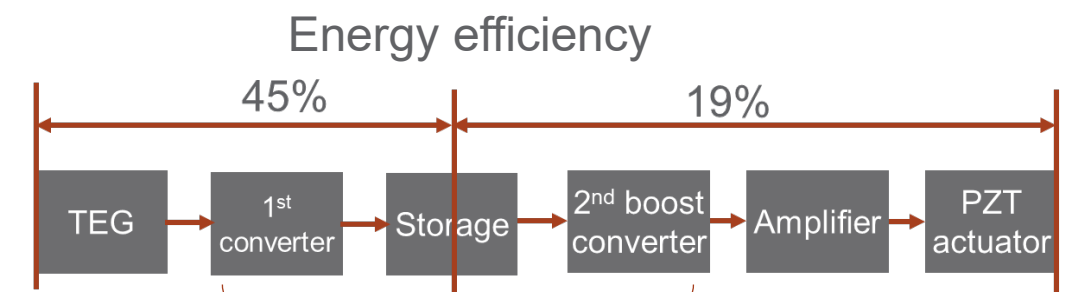 Energy efficiency
45%
19%
TEG
1st
converter
Storage
2nd boost
converter
Amplifier
PZT
actuator